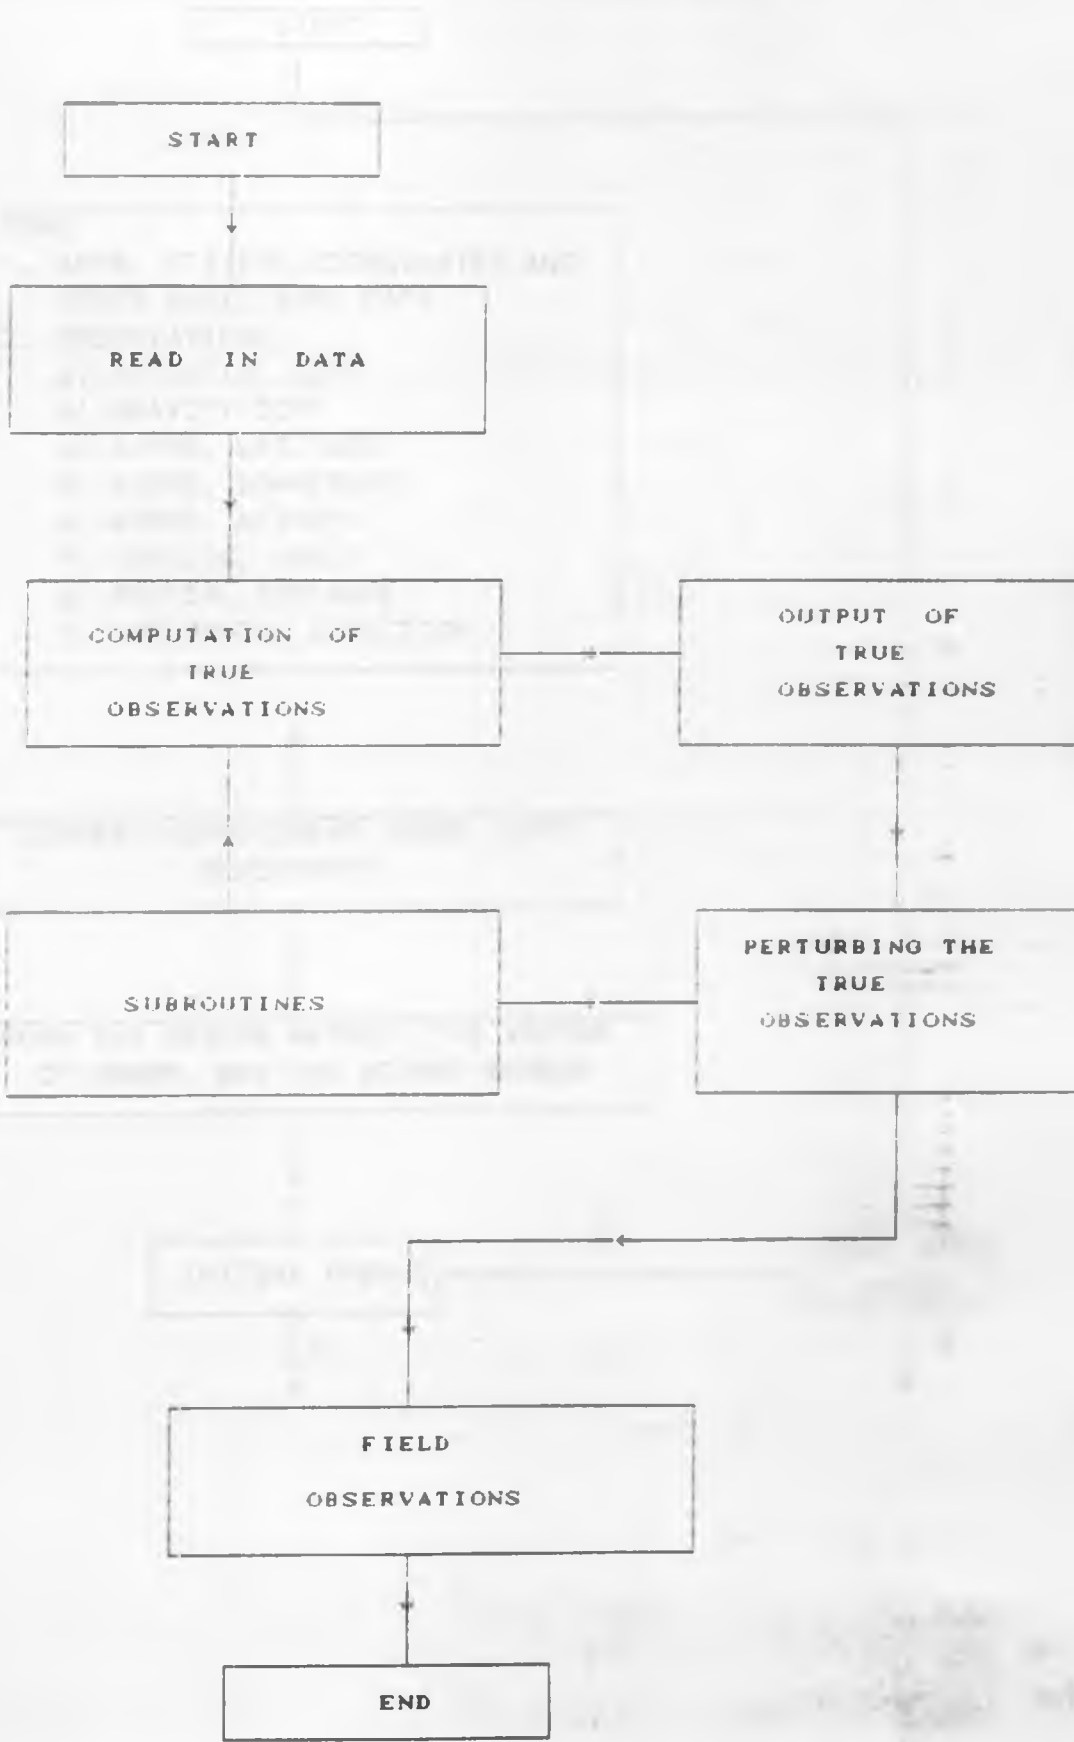 START
READ IN DATA
COMPUTATION OF
TRUE
OBSERVATIONS
OUTPUT OF
TRUE
OBSERVATIONS
SUBROUTINES
PERTURBING THE
TRUE
OBSERVATIONS
FIELD
OBSERVATIONS
END